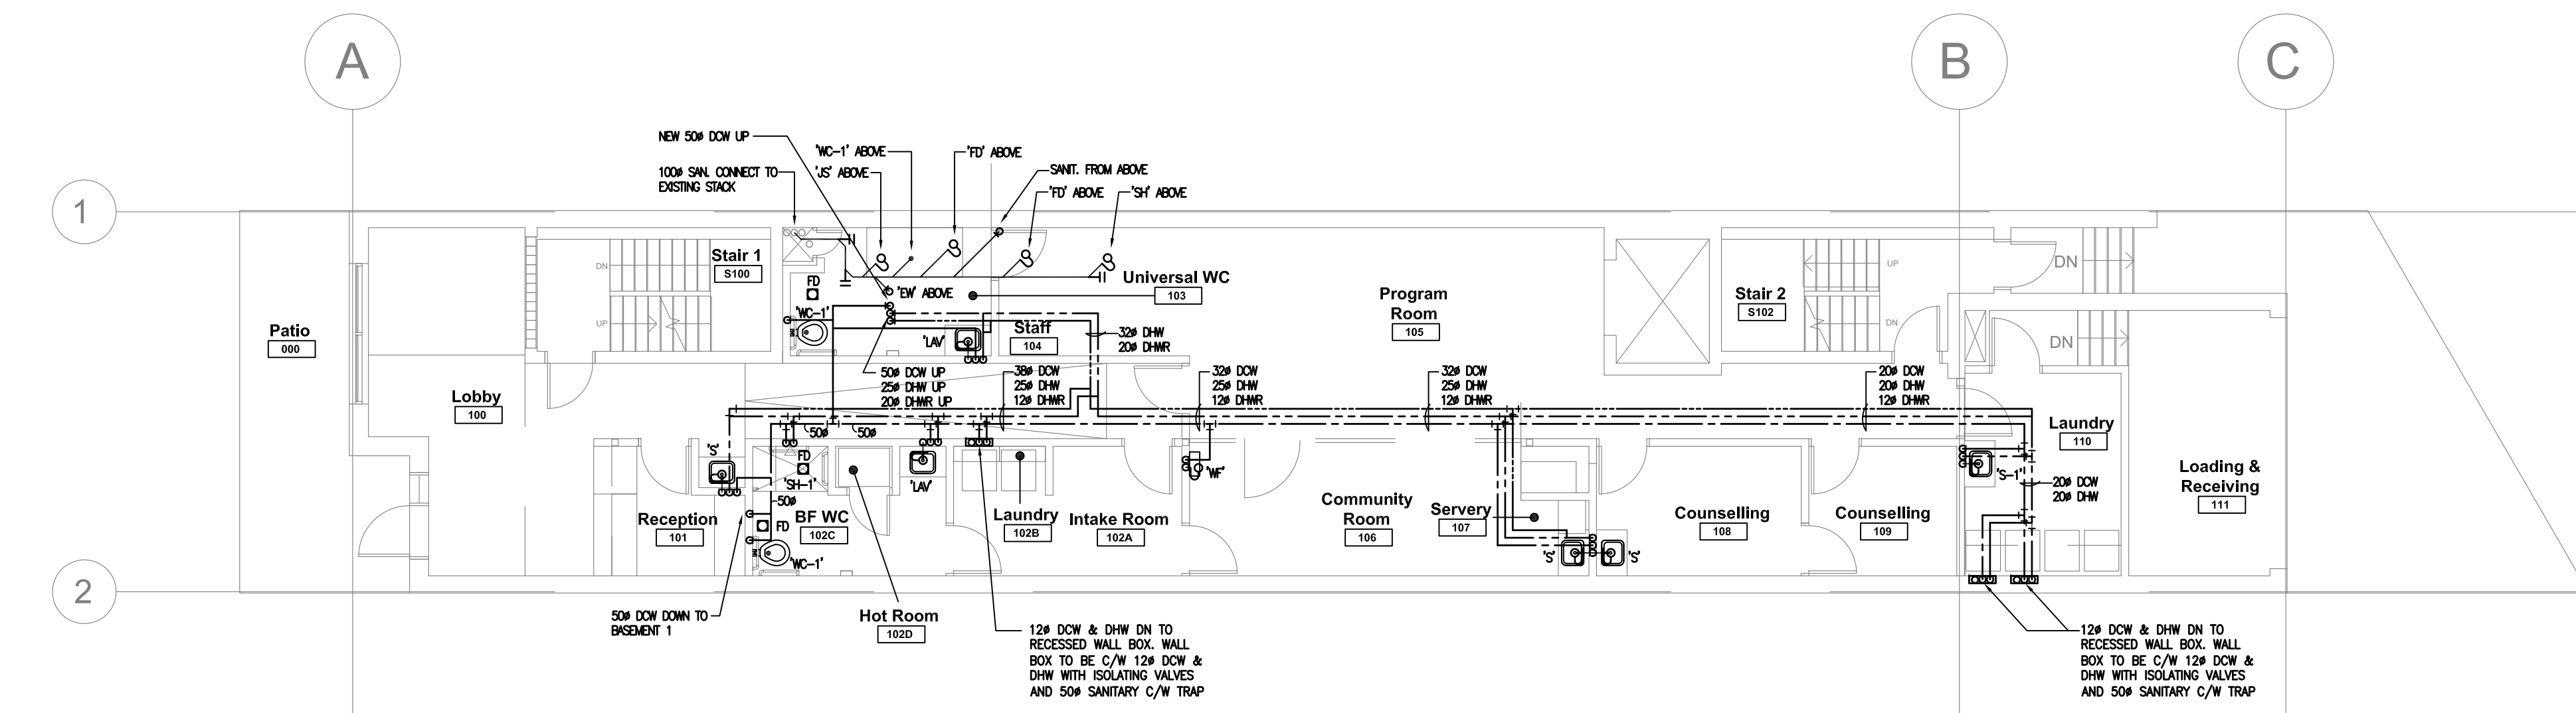 A
B
C
1
2
NEW 50ø DCW UP
100ø SAN. CONNECT TO
EXISTING STACK
'WC-1' ABOVE
'JS' ABOVE
'FD' ABOVE
SANIT. FROM ABOVE
'FD' ABOVE
'SH' ABOVE
Stair 1
S100
DN
UP
FD
'WC-1'
'EW' ABOVE
Universal WC
103
Staff
104
'LAV'
32ø DHW
20ø DHWR
Program
Room
105
Stair 2
S102
UP
DN
DN
DN
Patio
000
Lobby
100
50ø DCW UP
25ø DHW UP
20ø DHWR UP
38ø DCW
25ø DHW
12ø DHWR
32ø DCW
25ø DHW
12ø DHWR
32ø DCW
25ø DHW
12ø DHWR
20ø DCW
20ø DHW
12ø DHWR
50ø
50ø
'S'
FD
'SH-1'
'LAV'
'WF'
Laundry
110
'S-1'
20ø DCW
20ø DHW
Loading &
Receiving
111
Reception
101
50ø
FD
BF WC
102C
'WC-1'
Laundry
102B
Intake Room
102A
Community
Room
106
Servery
107
'S'
'S'
Counselling
108
Counselling
109
50ø DCW DOWN TO
BASEMENT 1
Hot Room
102D
12ø DCW & DHW DN TO
RECESSED WALL BOX. WALL
BOX TO BE C/W 12ø DCW &
DHW WITH ISOLATING VALVES
AND 50ø SANITARY C/W TRAP
12ø DCW & DHW DN TO
RECESSED WALL BOX. WALL
BOX TO BE C/W 12ø DCW &
DHW WITH ISOLATING VALVES
AND 50ø SANITARY C/W TRAP